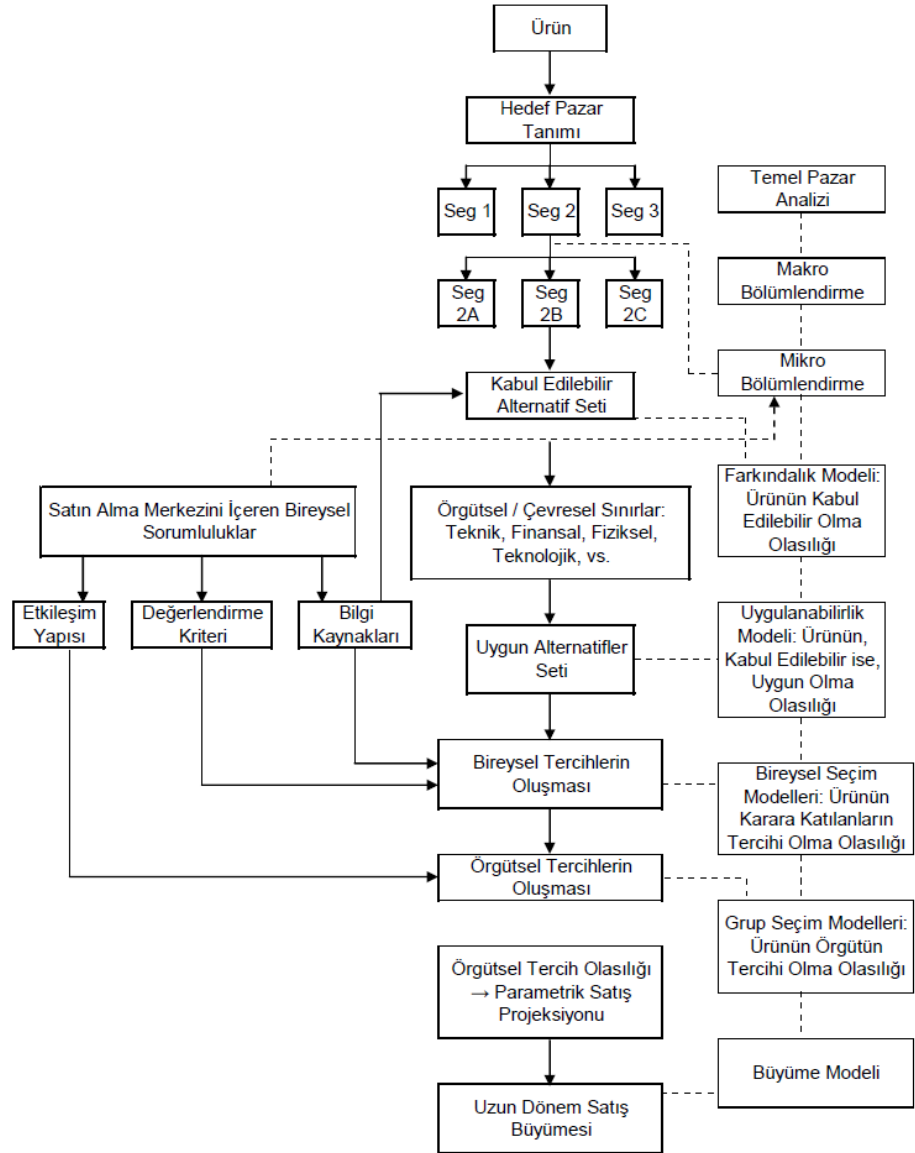 Ürün
Hedef Pazar
Tanımı
Seg 1
Seg 2
Seg 3
Temel Pazar
Analizi
Makro
Bölümlendirme
Seg
2A
Seg
2B
Seg
2C
Mikro
Bölümlendirme
Kabul Edilebilir
Alternatif Seti
Satın Alma Merkezini İçeren Bireysel
Sorumluluklar
Örgütsel / Çevresel Sınırlar:
Teknik, Finansal, Fiziksel,
Teknolojik, vs.
Farkındalık Modeli:
Ürünün Kabul
Edilebilir Olma
Olasılığı
Etkileşim
Yapısı
Değerlendirme
Kriteri
Bilgi
Kaynakları
Uygun Alternatifler
Seti
Uygulanabilirlik
Modeli: Ürünün,
Kabul Edilebilir ise,
Uygun Olma
Olasılığı
Bireysel Tercihlerin
Oluşması
Bireysel Seçim
Modelleri: Ürünün
Karara Katılanların
Tercihi Olma Olasılığı
Örgütsel Tercihlerin
Oluşması
Grup Seçim Modelleri:
Ürünün Örgütün
Tercihi Olma Olasılığı
Örgütsel Tercih Olasılığı
→ Parametrik Satış
Projeksiyonu
Büyüme Modeli
Uzun Dönem Satış
Büyümesi